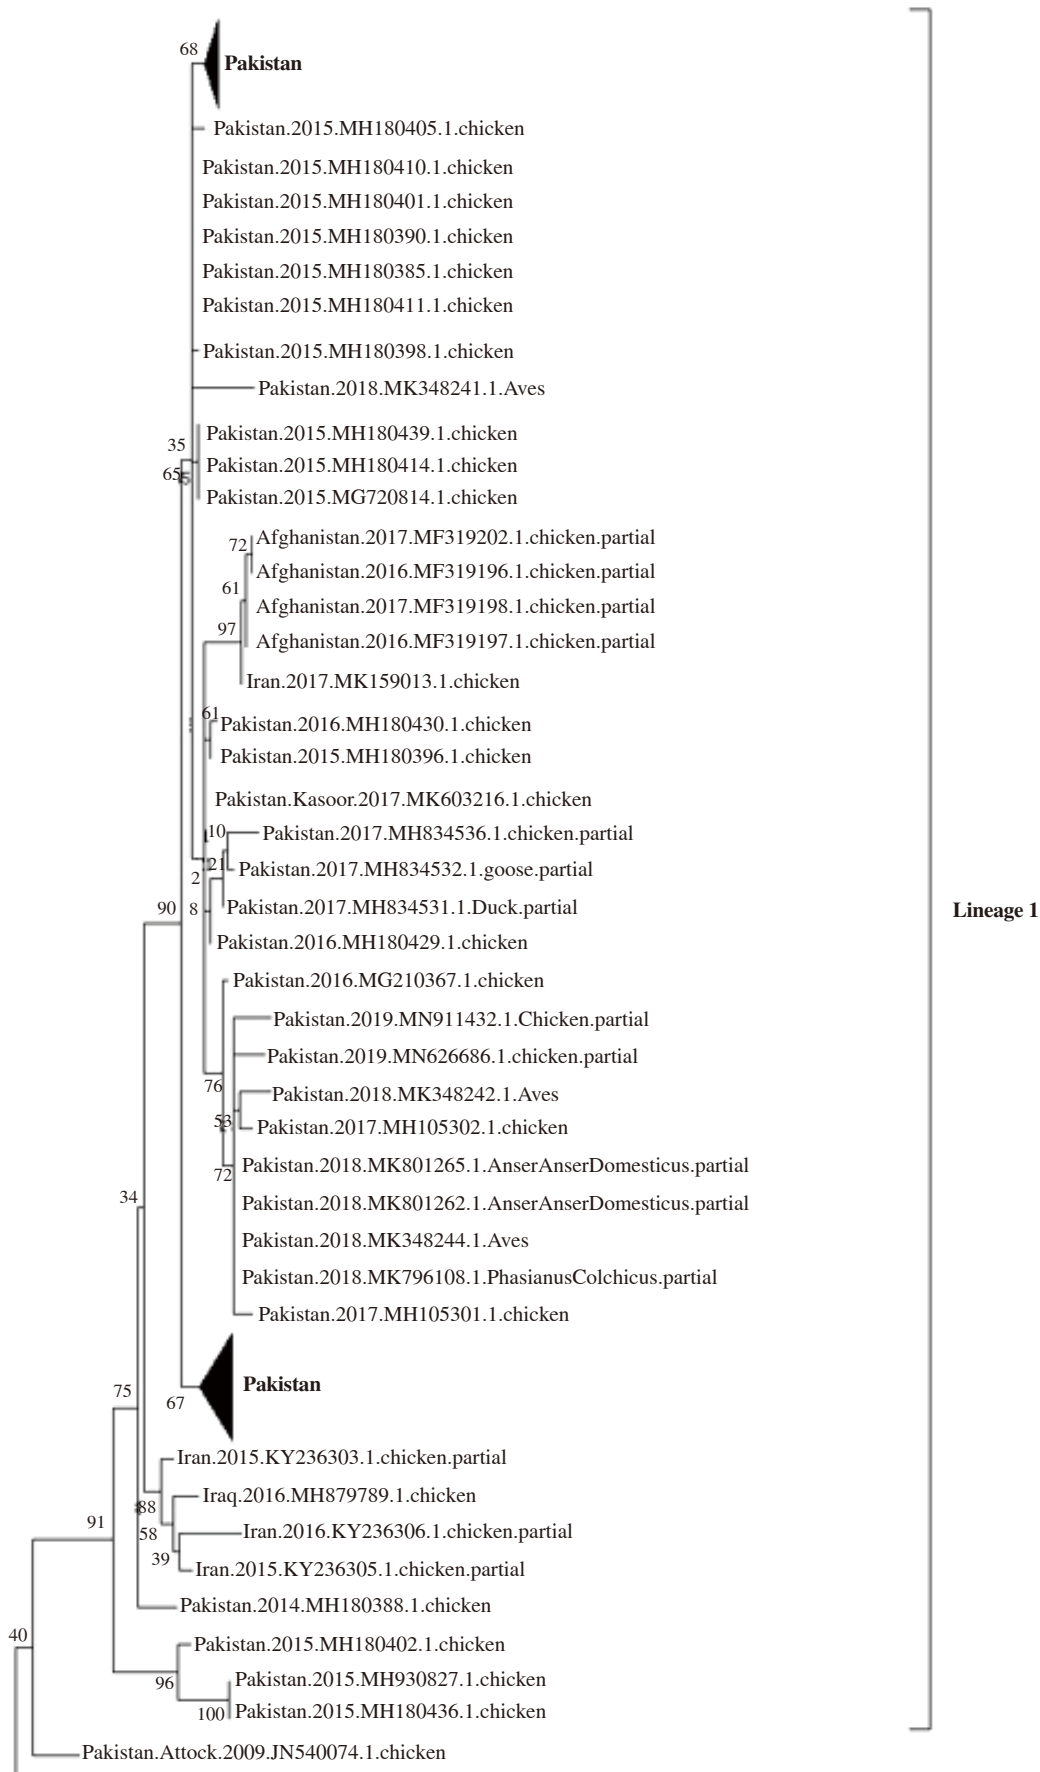 68
Pakistan
Pakistan.2015.MH180405.1.chicken
Pakistan.2015.MH180410.1.chicken
Pakistan.2015.MH180401.1.chicken
Pakistan.2015.MH180390.1.chicken
Pakistan.2015.MH180385.1.chicken
Pakistan.2015.MH180411.1.chicken
Pakistan.2015.MH180398.1.chicken
Pakistan.2018.MK348241.1.Aves
Pakistan.2015.MH180439.1.chicken
35
Pakistan.2015.MH180414.1.chicken
65
Pakistan.2015.MG720814.1.chicken
Afghanistan.2017.MF319202.1.chicken.partial
72
Afghanistan.2016.MF319196.1.chicken.partial
61
Afghanistan.2017.MF319198.1.chicken.partial
97
Afghanistan.2016.MF319197.1.chicken.partial
Iran.2017.MK159013.1.chicken
61
Pakistan.2016.MH180430.1.chicken
Pakistan.2015.MH180396.1.chicken
Pakistan.Kasoor.2017.MK603216.1.chicken
10
Pakistan.2017.MH834536.1.chicken.partial
21
Pakistan.2017.MH834532.1.goose.partial
2
90
8
Pakistan.2017.MH834531.1.Duck.partial
Lineage 1
Pakistan.2016.MH180429.1.chicken
Pakistan.2016.MG210367.1.chicken
Pakistan.2019.MN911432.1.Chicken.partial
Pakistan.2019.MN626686.1.chicken.partial
76
Pakistan.2018.MK348242.1.Aves
53
Pakistan.2017.MH105302.1.chicken
Pakistan.2018.MK801265.1.AnserAnserDomesticus.partial
72
34
Pakistan.2018.MK801262.1.AnserAnserDomesticus.partial
Pakistan.2018.MK348244.1.Aves
Pakistan.2018.MK796108.1.PhasianusColchicus.partial
Pakistan.2017.MH105301.1.chicken
Pakistan
75
67
Iran.2015.KY236303.1.chicken.partial
Iraq.2016.MH879789.1.chicken
88
91
58
Iran.2016.KY236306.1.chicken.partial
39
Iran.2015.KY236305.1.chicken.partial
Pakistan.2014.MH180388.1.chicken
40
Pakistan.2015.MH180402.1.chicken
96
Pakistan.2015.MH930827.1.chicken
100
Pakistan.2015.MH180436.1.chicken
Pakistan.Attock.2009.JN540074.1.chicken